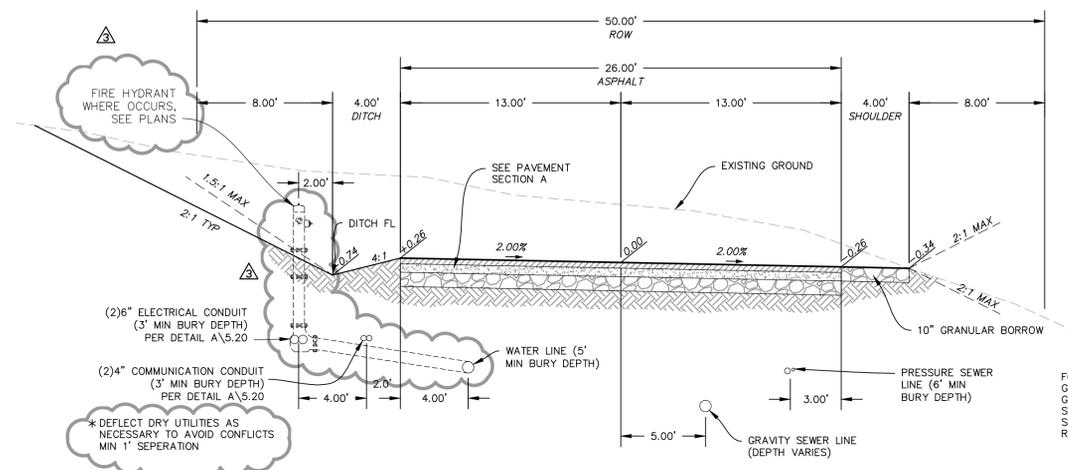 50.00'
ROW
3
26.00'
ASPHALT
FIRE HYDRANT
WHERE OCCURS,
SEE PLANS
8.00'
4.00'
DITCH
13.00'
13.00'
4.00'
SHOULDER
8.00'
SEE PAVEMENT
SECTION A
EXISTING GROUND
2.00'
1.5:1 MAX
2:1 TYP
DITCH FL
-0.74
4:1
+0.26
2.00%
0.00
2.00%
-0.26
-0.34
2:1 MAX
2:1 MAX
3
10" GRANULAR BORROW
(2)6" ELECTRICAL CONDUIT
(3' MIN BURY DEPTH)
PER DETAIL A\5.20
WATER LINE (5'
MIN BURY DEPTH)
(2)4" COMMUNICATION CONDUIT
(3' MIN BURY DEPTH)
PER DETAIL A\5.20
2.0'
4.00'
4.00'
PRESSURE SEWER
LINE (6' MIN
BURY DEPTH)
3.00'
* DEFLECT DRY UTILITIES AS
NECESSARY TO AVOID CONFLICTS
MIN 1' SEPERATION
5.00'
GRAVITY SEWER LINE
(DEPTH VARIES)